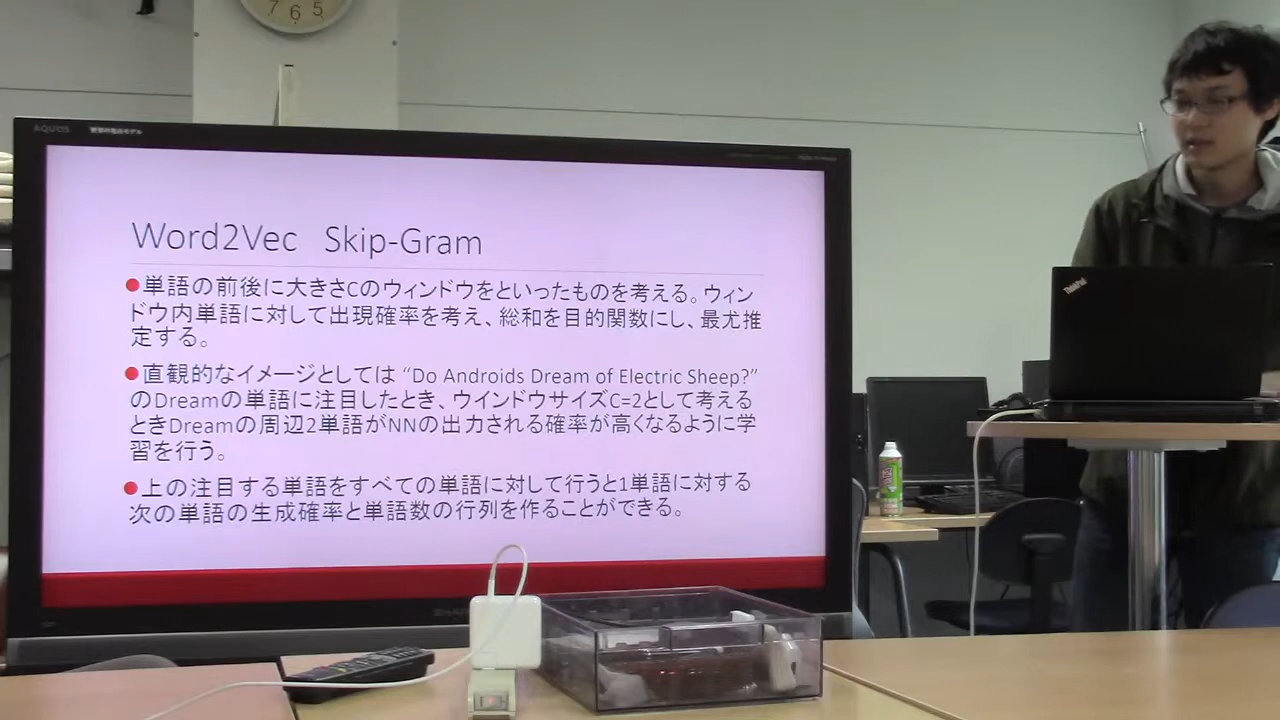 7 6 5
AQUOS
Word2Vec Skip-Gram
●単語の前後に大きさCのウィンドウをといったものを考える。ウィン
ドウ内単語に対して出現確率を考え、総和を目的関数にし、最尤推
定する。
●直観的なイメージとしては “Do Androids Dream of Electric Sheep?”
のDreamの単語に注目したとき、ウインドウサイズC=2として考える
ときDreamの周辺2単語がNNの出力される確率が高くなるように学
習を行う。
●上の注目する単語をすべての単語に対して行うと1単語に対する
次の単語の生成確率と単語数の行列を作ることができる。
ThinkPad